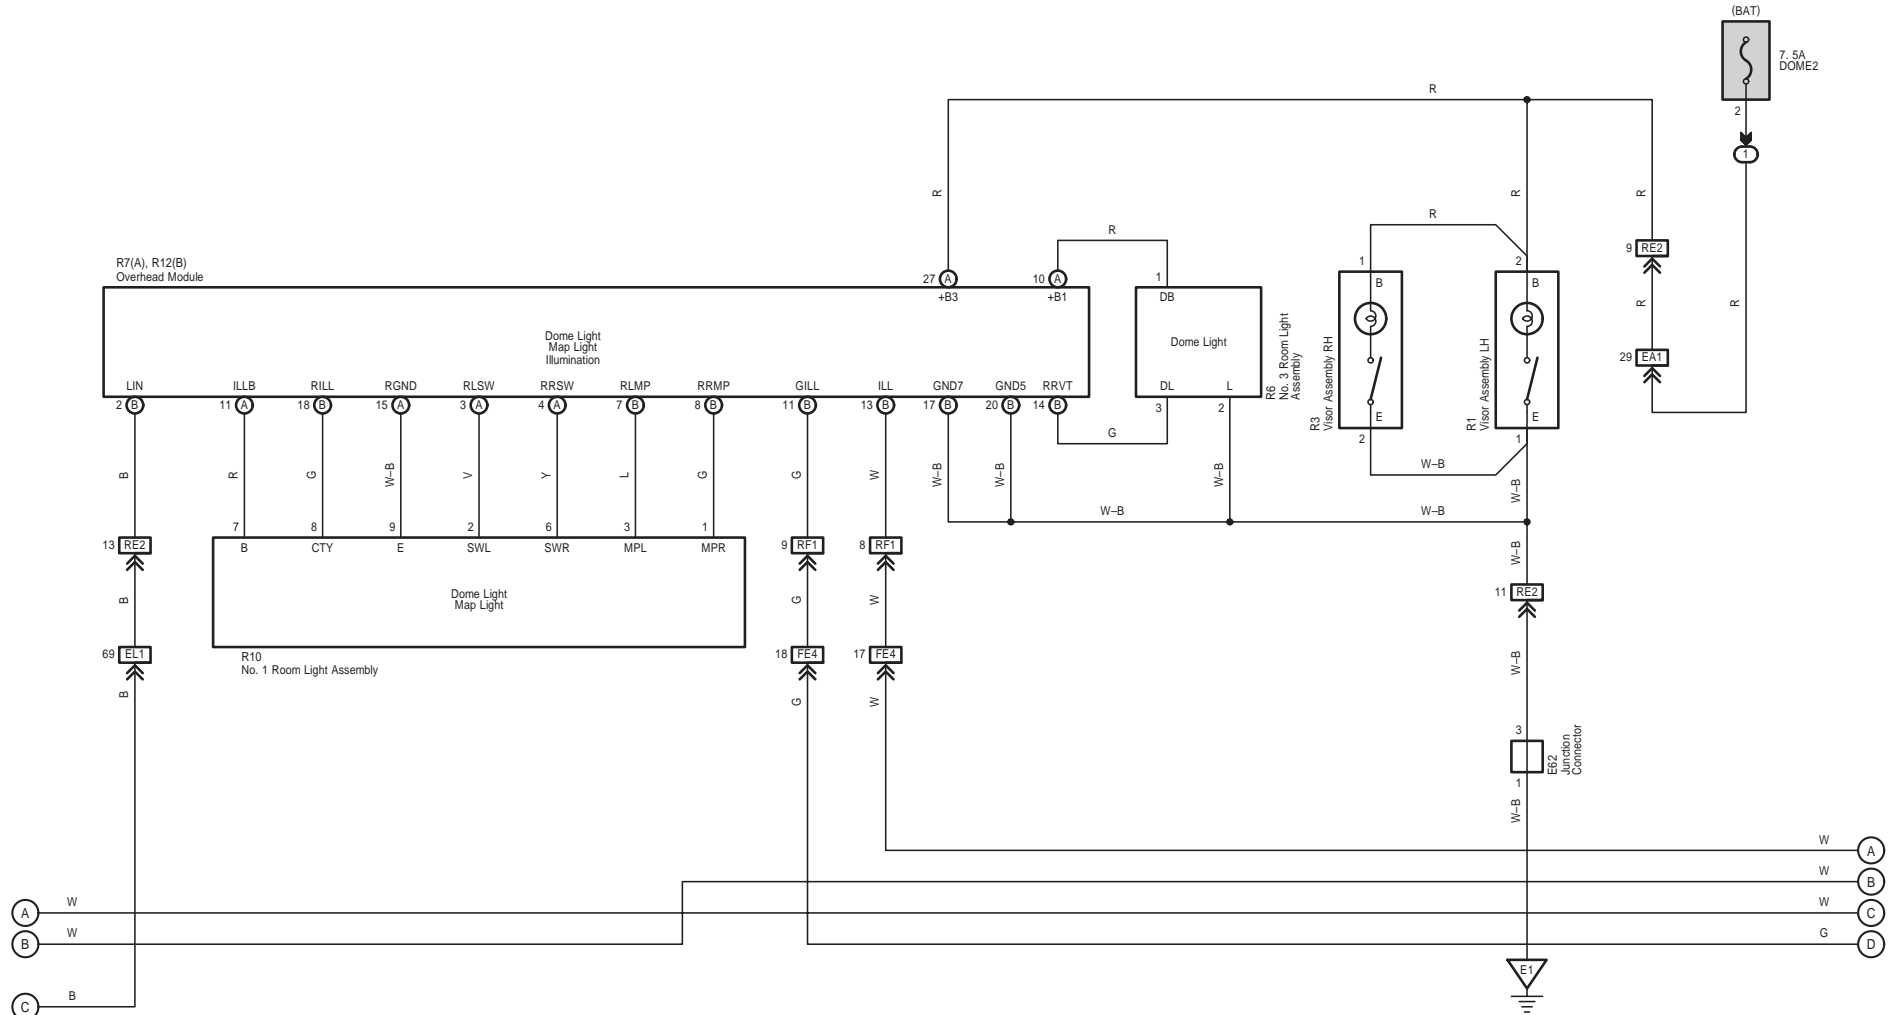 (BAT)
7. 5A
DOME2
2
1
R
R
R
R
9 RE2
R
R
29 EA1
R
R
R7(A), R12(B)
Overhead Module
27 A
+B3
10 A
+B1
Dome Light
Map Light
Illumination
LIN
ILLB
RILL
RGND
RLSW
RRSW
RLMP
RRMP
GILL
ILL
GND7
GND5
RRVT
2 B
11 A
18 B
15 A
3 A
4 A
7 B
8 B
11 B
13 B
17 B
20 B
14 B
1
DB
Dome Light
DL
L
3
2
R6
No. 3 Room Light
Assembly
G
1
B
E
2
R3
Visor Assembly RH
2
B
E
1
R1
Visor Assembly LH
W–B
B
R
G
W–B
V
Y
L
G
G
W
W–B
W–B
W–B
W–B
W–B
W–B
7
8
9
2
6
3
1
B
CTY
E
SWL
SWR
MPL
MPR
Dome Light
Map Light
R10
No. 1 Room Light Assembly
13 RE2
B
69 EL1
B
9 RF1
G
18 FE4
G
8 RF1
W
17 FE4
W
W–B
11 RE2
W–B
3
E62
Junction
Connector
1
W–B
W
A
W
B
A
W
W
C
B
W
G
D
C
B
E1